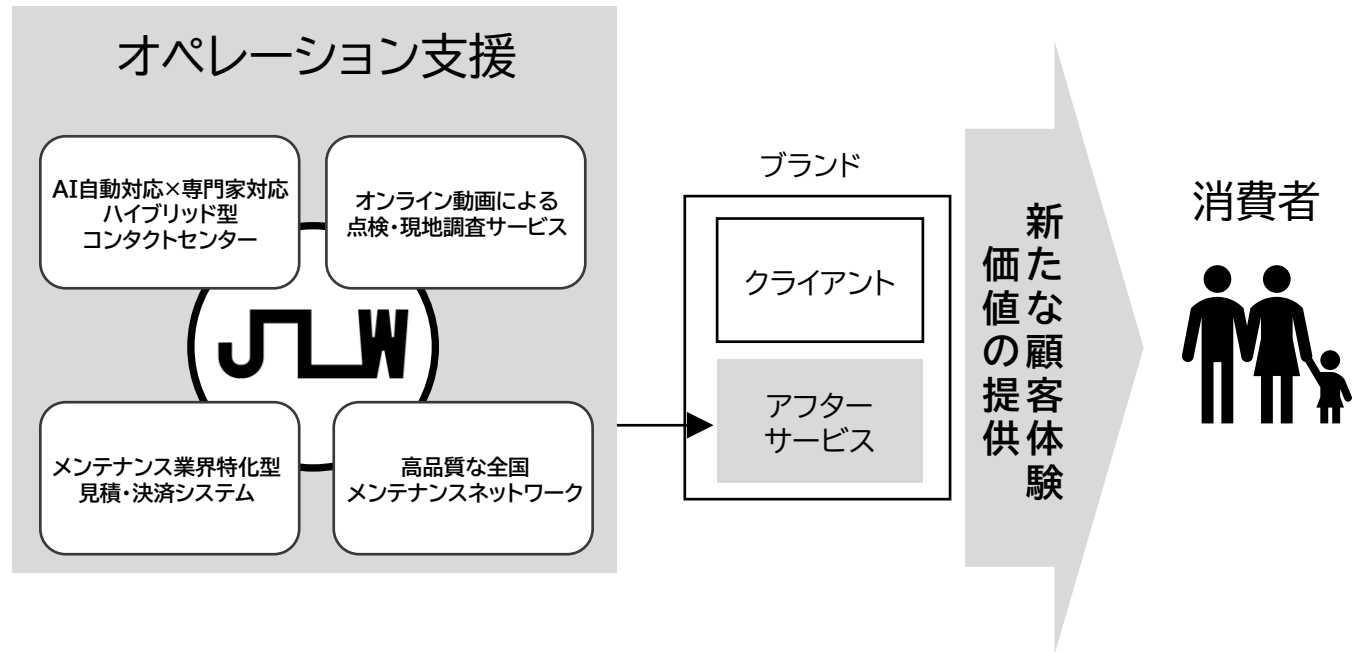 オペレーション支援
AI自動対応×専門家対応
ハイブリッド型
コンタクトセンター
オンライン動画による
点検・現地調査サービス
JLW
メンテナンス業界特化型
見積・決済システム
高品質な全国
メンテナンスネットワーク
ブランド
クライアント
アフター
サービス
新たな顧客体験
価値の提供
消費者